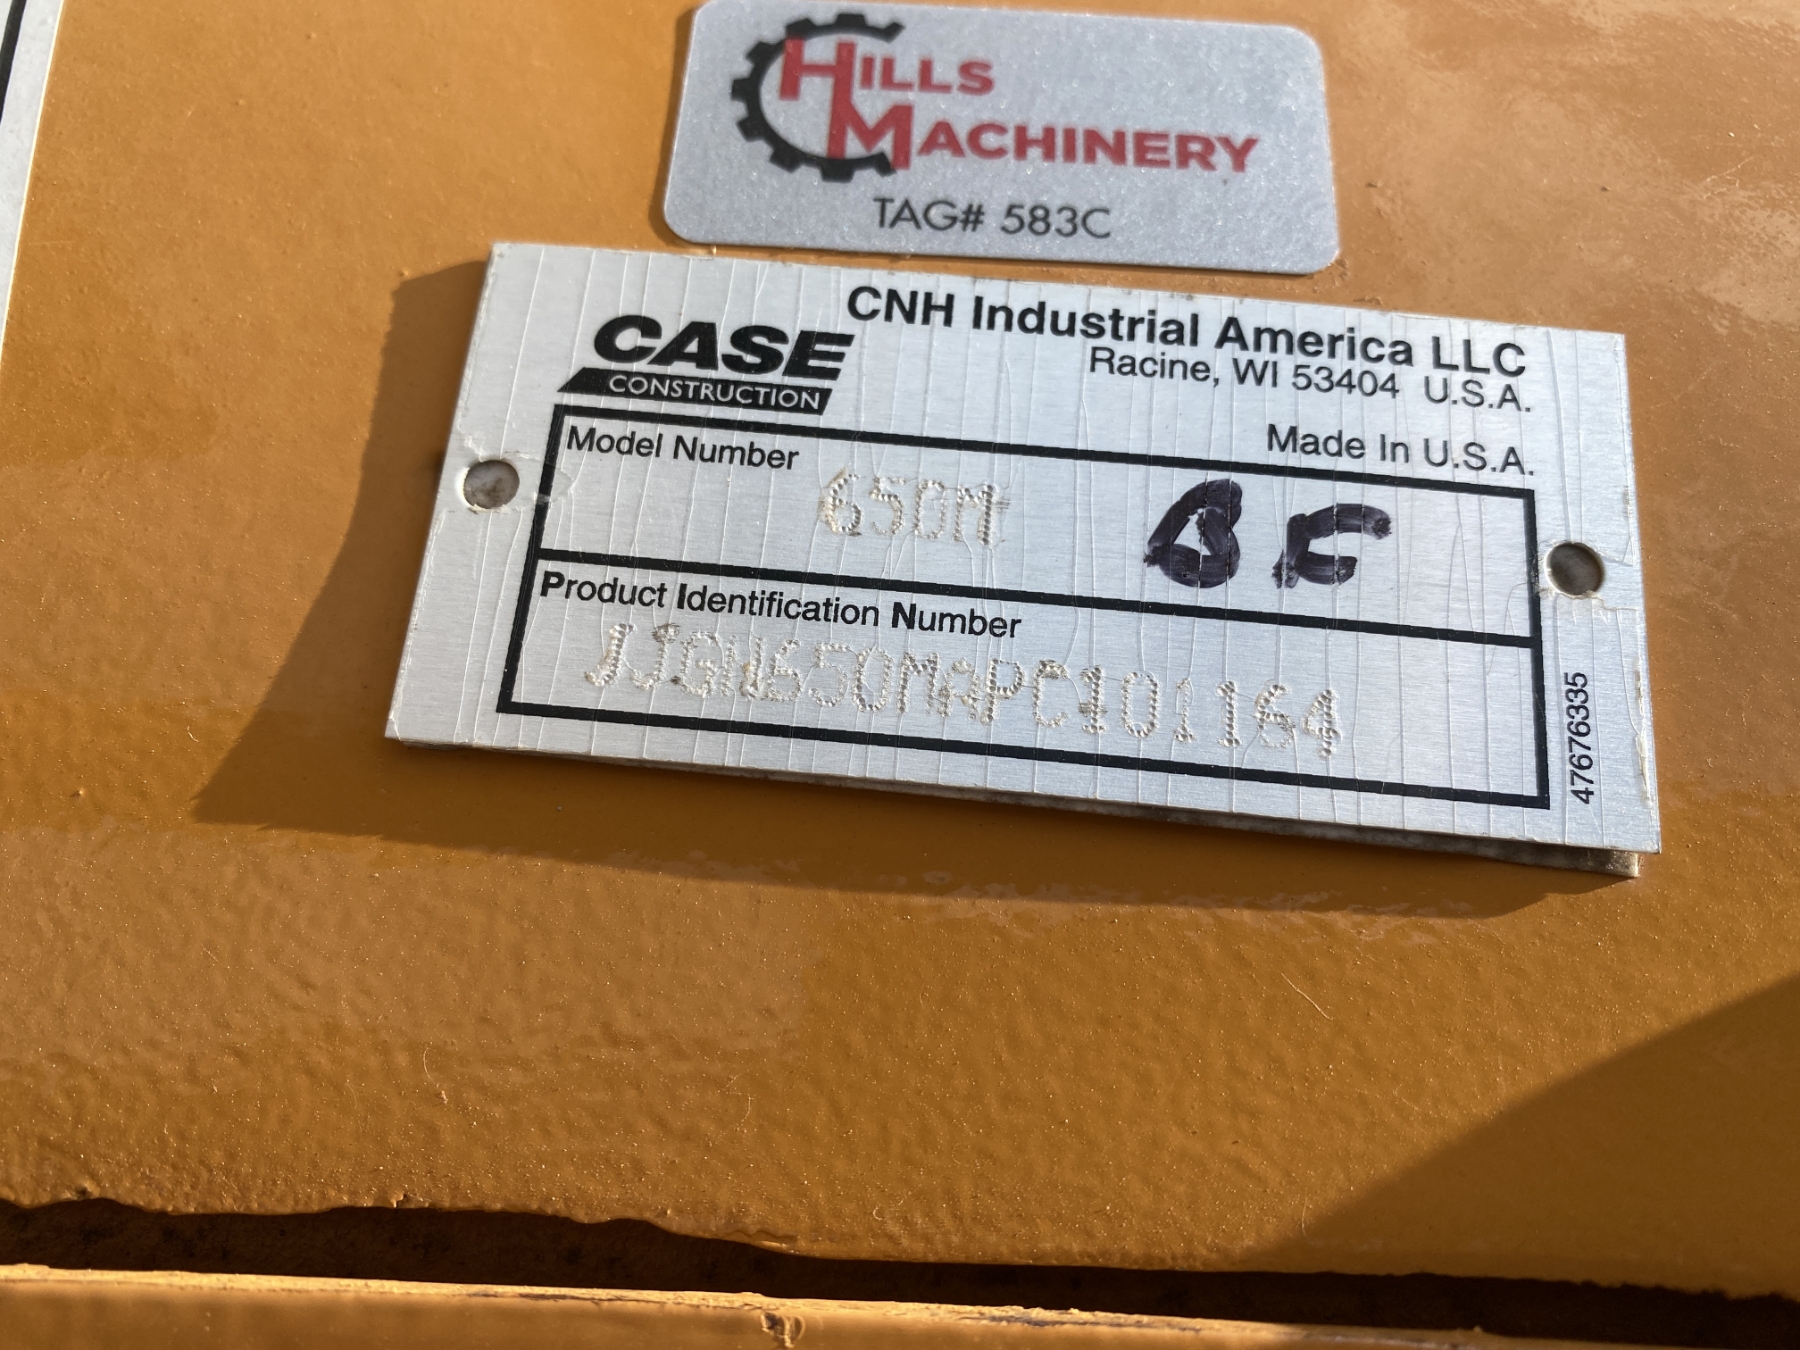 HILLS
MACHINERY
TAG# 583C
CASE
CONSTRUCTION
CNH Industrial America LLC
Racine, WI 53404 U.S.A.
Made In U.S.A.
Model Number
650M
Product Identification Number
JJGN650MAPC101164
47676335